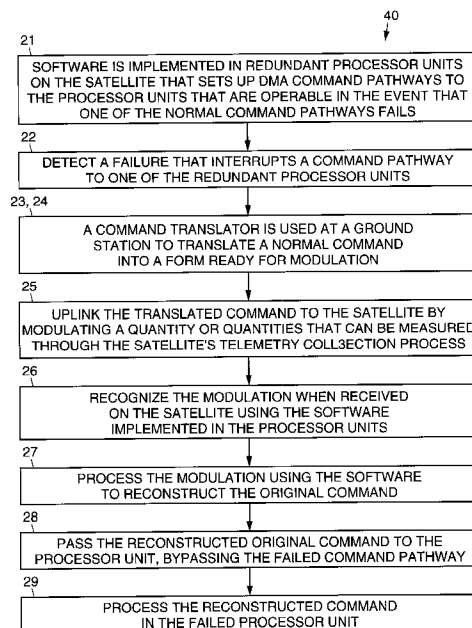 40
21
SOFTWARE IS IMPLEMENTED IN REDUNDANT PROCESSOR UNITS
ON THE SATELLITE THAT SETS UP DMA COMMAND PATHWAYS TO
THE PROCESSOR UNITS THAT ARE OPERABLE IN THE EVENT THAT
ONE OF THE NORMAL COMMAND PATHWAYS FAILS
22
DETECT A FAILURE THAT INTERRUPTS A COMMAND PATHWAY
TO ONE OF THE REDUNDANT PROCESSOR UNITS
23, 24
A COMMAND TRANSLATOR IS USED AT A GROUND
STATION TO TRANSLATE A NORMAL COMMAND
INTO A FORM READY FOR MODULATION
25
UPLINK THE TRANSLATED COMMAND TO THE SATELLITE BY
MODULATING A QUANTITY OR QUANTITIES THAT CAN BE MEASURED
THROUGH THE SATELLITE'S TELEMETRY COLL3ECTION PROCESS
26
RECOGNIZE THE MODULATION WHEN RECEIVED
ON THE SATELLITE USING THE SOFTWARE
IMPLEMENTED IN THE PROCESSOR UNITS
27
PROCESS THE MODULATION USING THE SOFTWARE
TO RECONSTRUCT THE ORIGINAL COMMAND
28
PASS THE RECONSTRUCTED ORIGINAL COMMAND TO THE
PROCESSOR UNIT, BYPASSING THE FAILED COMMAND PATHWAY
29
PROCESS THE RECONSTRUCTED COMMAND
IN THE FAILED PROCESSOR UNIT